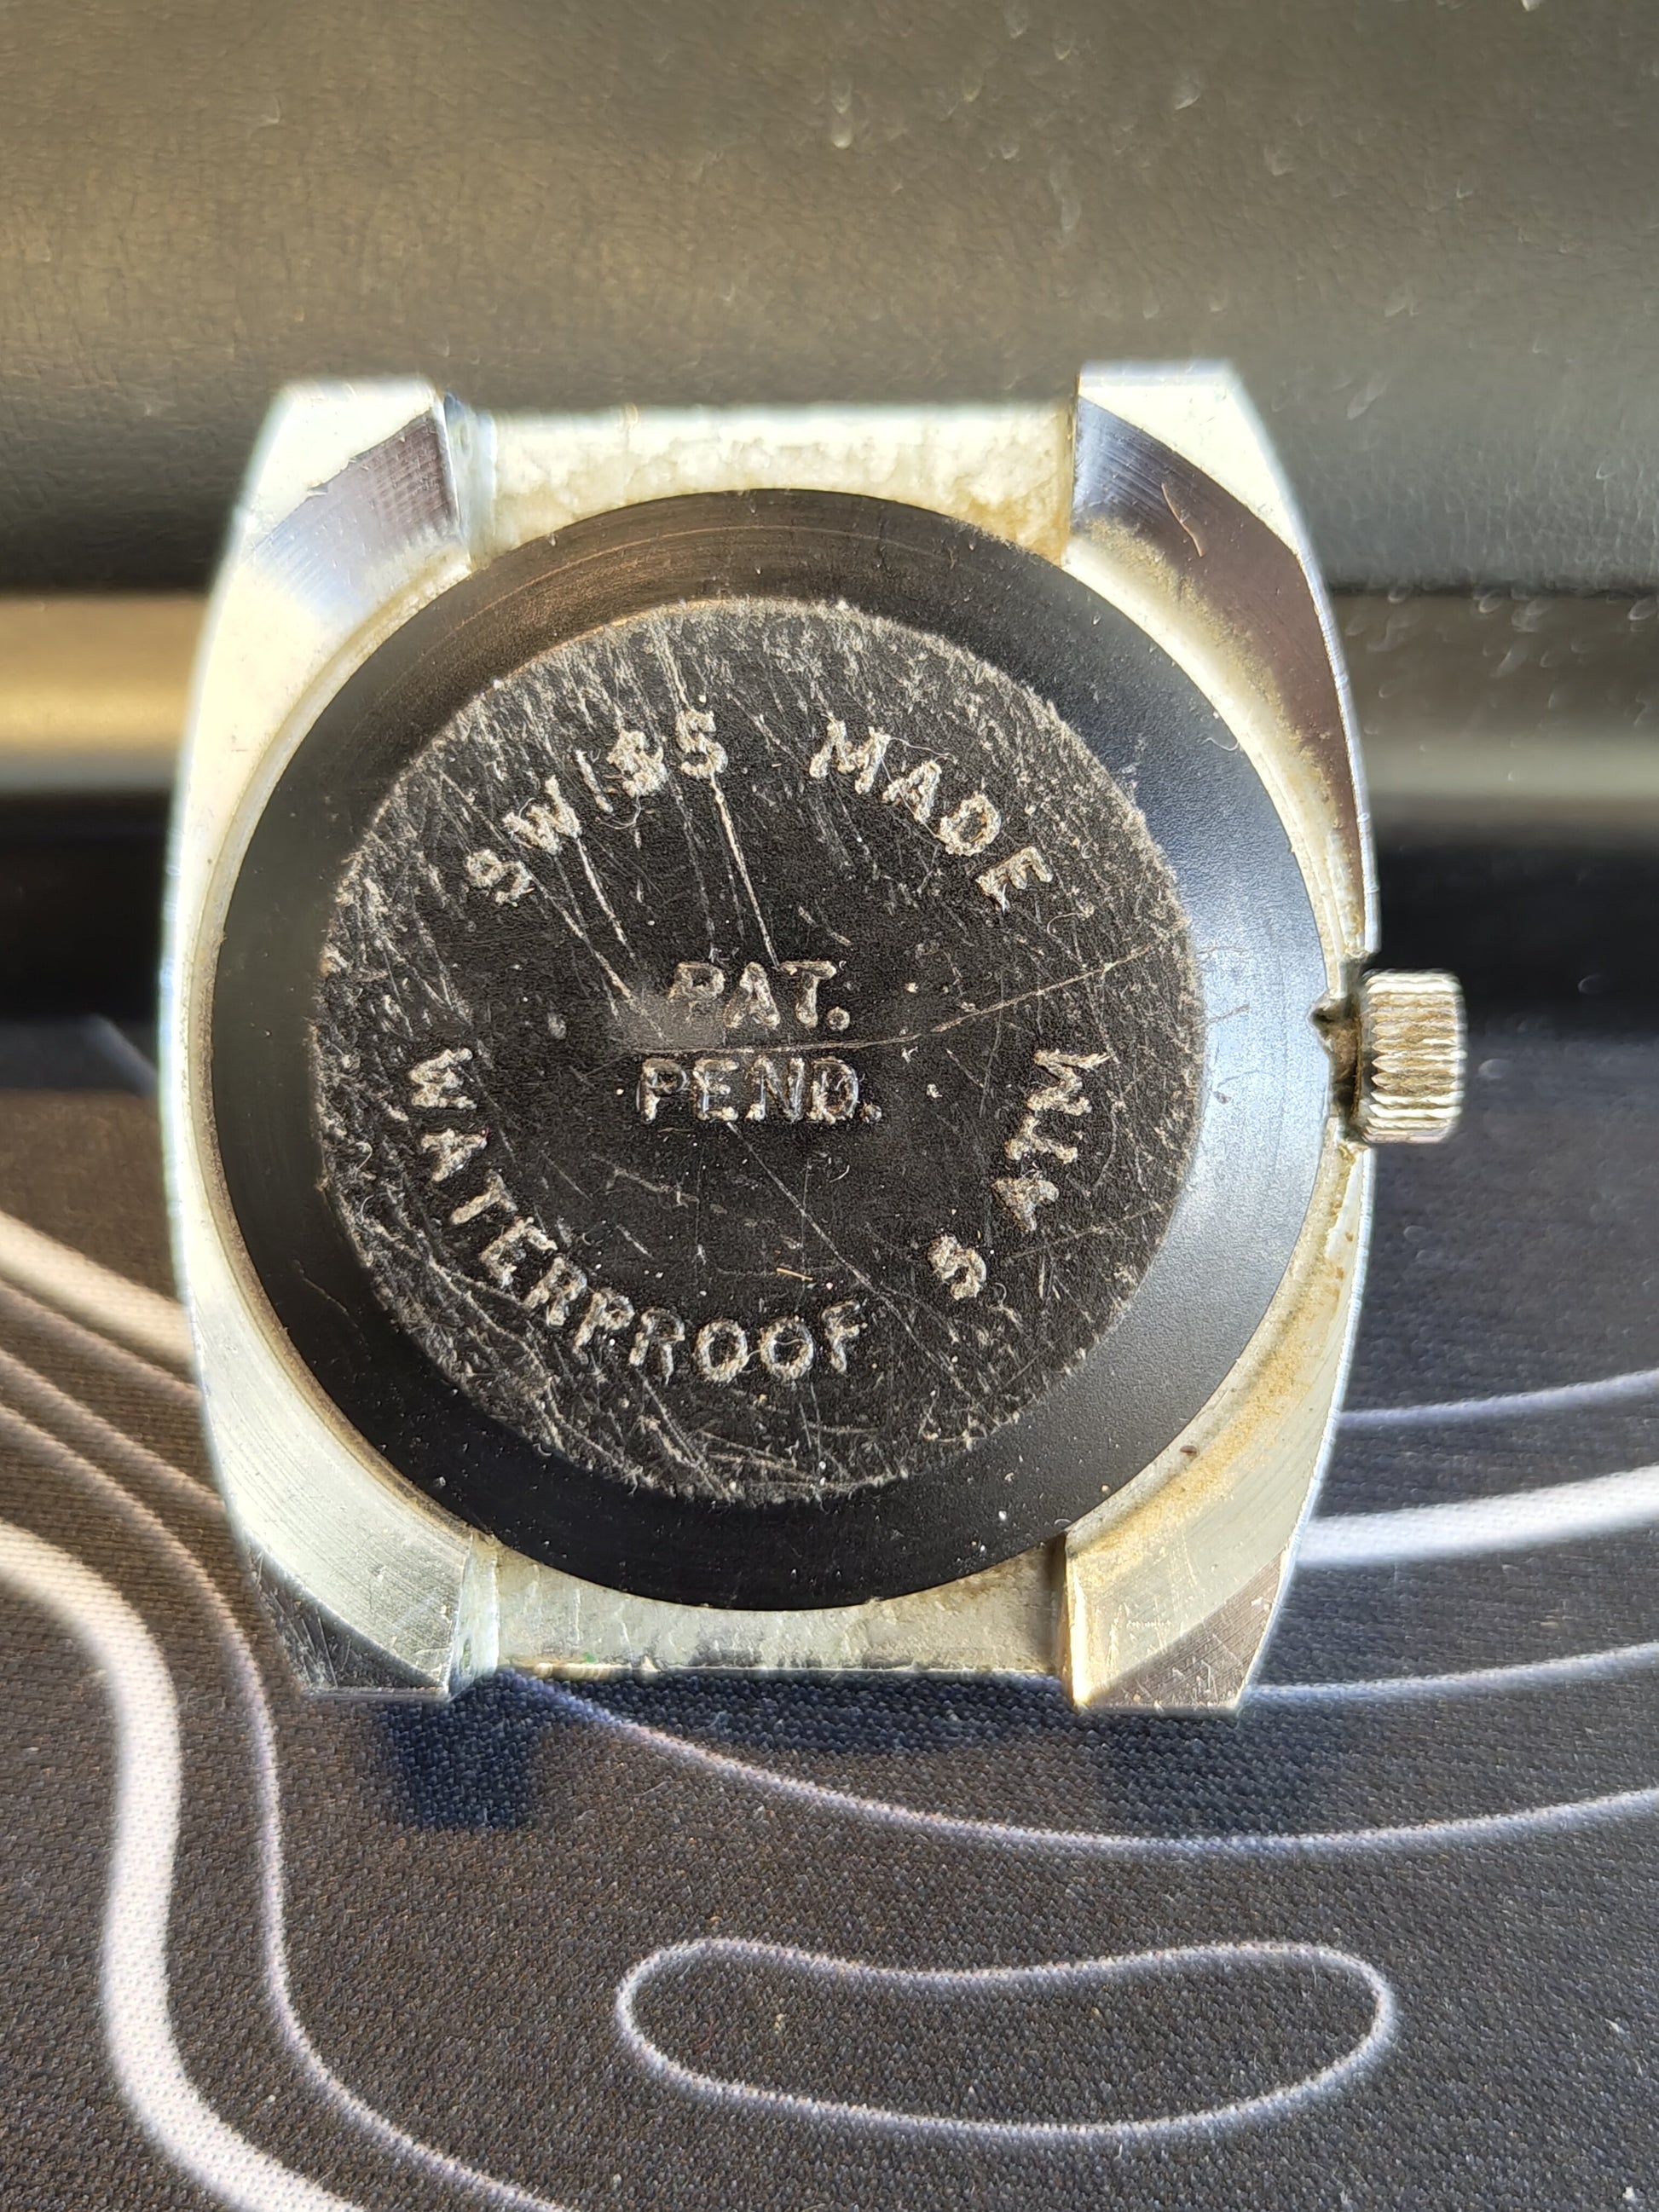 SWISS MADE
PAT.
PEND.
WATERPROOF 5 ATM